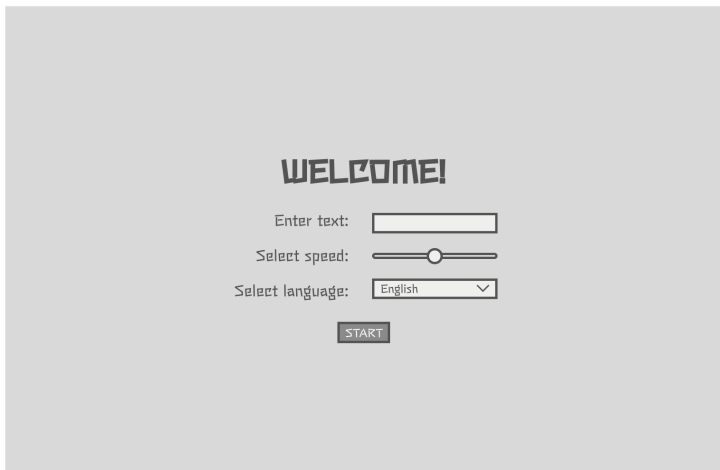 WELCOME!
Enter text:
Select speed:
Select language: English
START